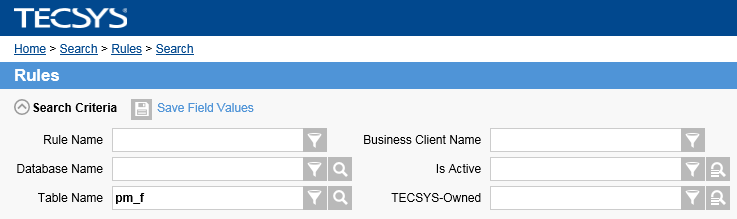 TECSYS
Home > Search > Rules > Search
Rules
Search Criteria Save Field Values
Rule Name Business Client Name
Database Name Is Active
Table Name pm_f TECSYS-Owned